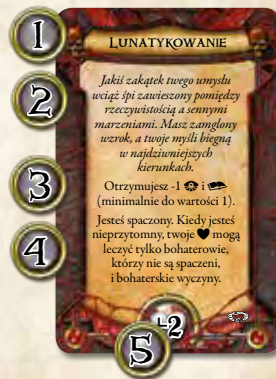 1
LUNATYKOWANIE
2
Jakiś zakątek twego umysłu
wciąż śpi zawieszony pomiędzy
rzeczywistością a sennymi
marzeniami. Masz zamglony
wzrok, a twoje myśli biegną
w najdziwniejszych
kierunkach.
3
Otrzymujesz -1 i
(minimalnie do wartości 1).
4
Jesteś spaczony. Kiedy jesteś
nieprzytomny, twoje mogą
leczyć tylko bohaterowie,
którzy nie są spaczeni,
i bohaterskie wyczyny.
L2
5